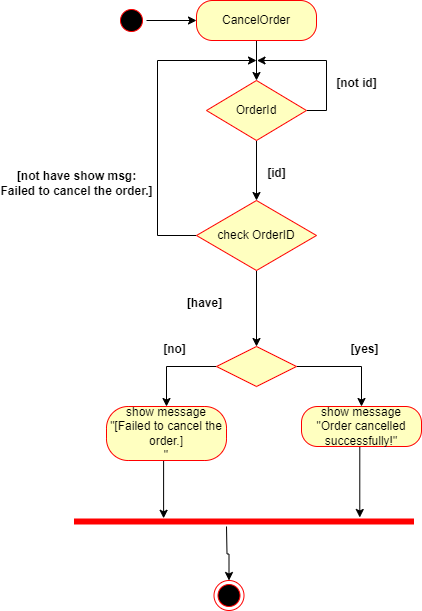 CancelOrder
[not id]
OrderId
[not have show msg:
Failed to cancel the order.]
[id]
check OrderID
[have]
[no]
[yes]
show message
"[Failed to cancel the
order.]
"
show message
"Order cancelled
successfully!"